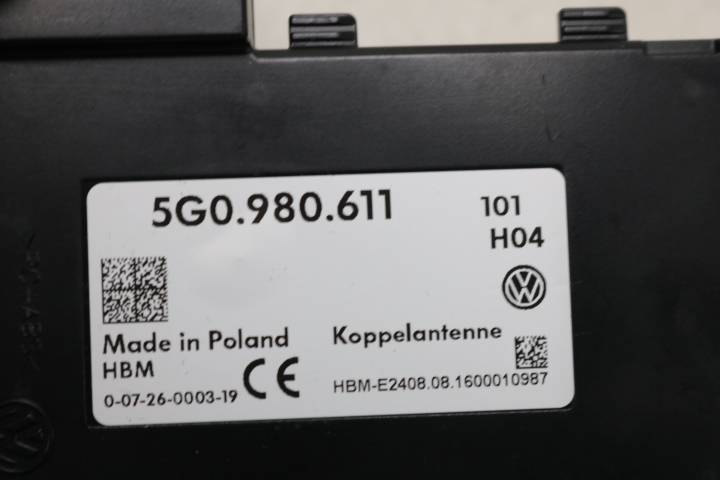 5G0.980.611 101
H04
Made in Poland Koppelantenne
HBM
0-07-26-0003-19 CE HBM-E2408.08.1600010987